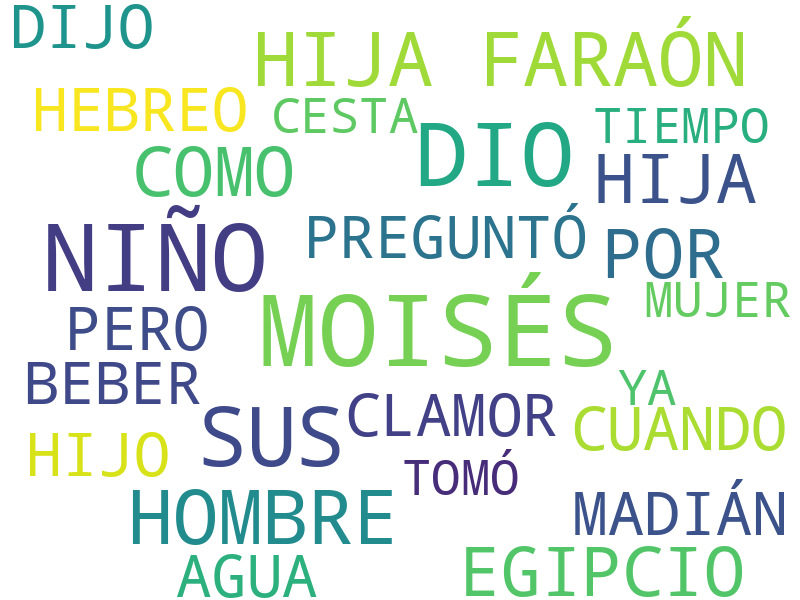 DIJO
HIJA FARAÓN
HEBREO
CESTA
TIEMPO
DIO
COMO
HIJA
NIÑO
PREGUNTÓ
POR
MOISÉS
MUJER
PERO
BEBER
YA
CLAMOR
SUS
CUANDO
HIJO
TOMÓ
HOMBRE
MADIÁN
AGUA
EGIPCIO